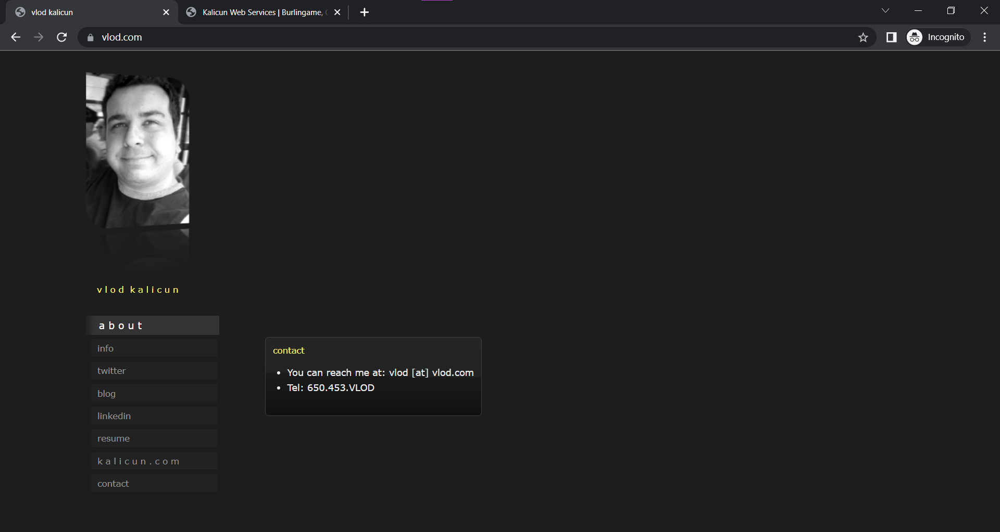 vlod kalicun
Kalicun Web Services | Burlingame,
vlod.com
Incognito
vlod kalicun
about
info
twitter
blog
linkedin
resume
kalicun.com
contact
contact
You can reach me at: vlod [at] vlod.com
Tel: 650.453.VLOD